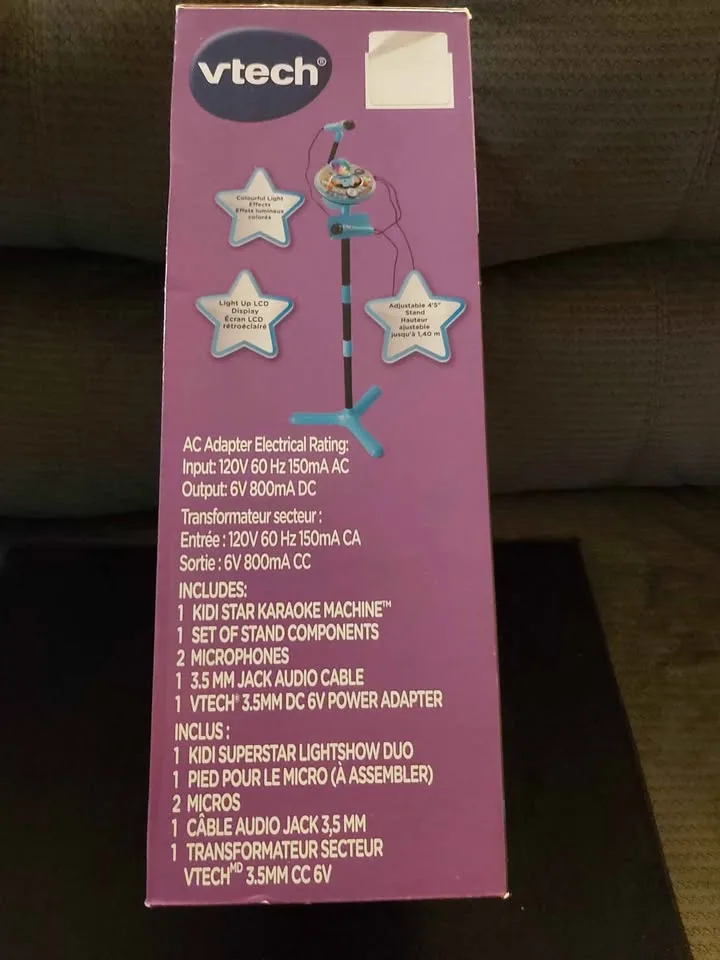 vtech®
Colourful Light
Effects
Effets lumineux
colorés
Light Up LCD
Display
Écran LCD
rétroéclairé
Adjustable 4'5"
Stand
Hauteur
ajustable
jusqu'à 1,40 m
AC Adapter Electrical Rating:
Input: 120V 60 Hz 150mA AC
Output: 6V 800mA DC
Transformateur secteur :
Entrée : 120V 60 Hz 150mA CA
Sortie : 6V 800mA CC
INCLUDES:
1 KIDI STAR KARAOKE MACHINE™
1 SET OF STAND COMPONENTS
2 MICROPHONES
1 3.5 MM JACK AUDIO CABLE
1 VTECH® 3.5MM DC 6V POWER ADAPTER
INCLUS :
1 KIDI SUPERSTAR LIGHTSHOW DUO
1 PIED POUR LE MICRO (À ASSEMBLER)
2 MICROS
1 CÂBLE AUDIO JACK 3,5 MM
1 TRANSFORMATEUR SECTEUR
VTECH MD 3.5MM CC 6V